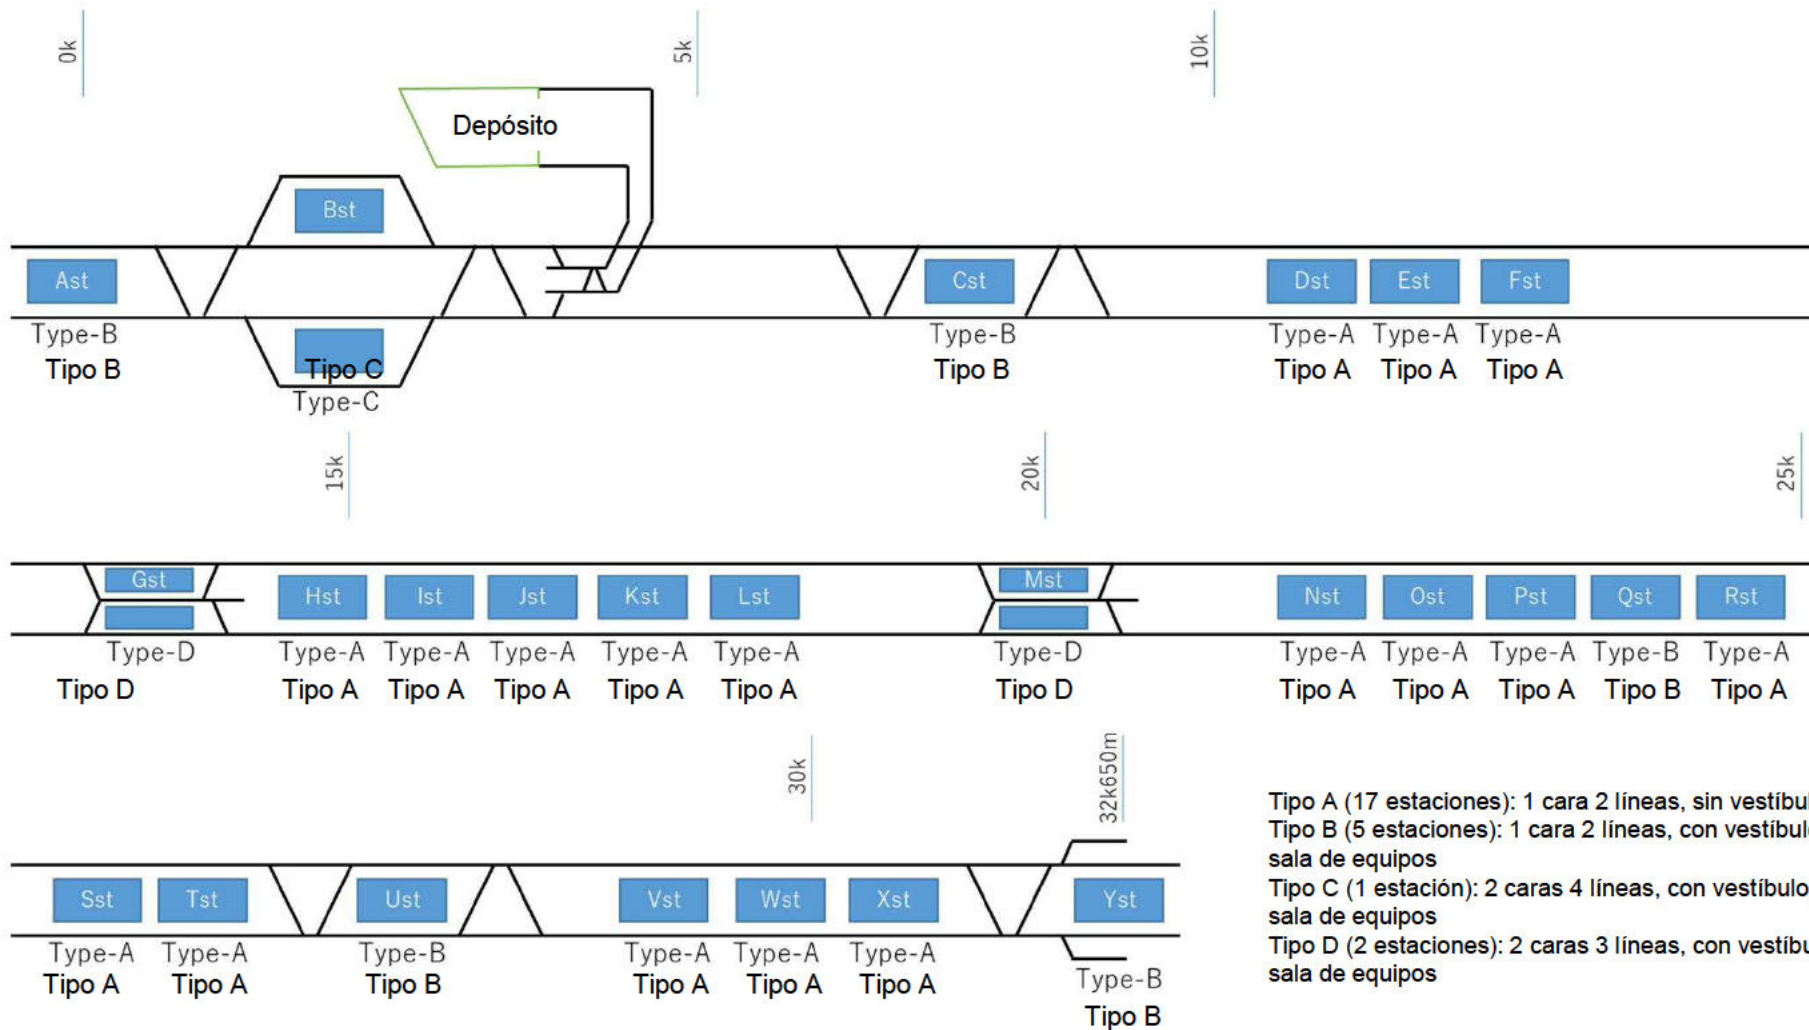 0k
5k
10k
Depósito
Bst
Ast
Cst
Dst Est Fst
Type-B
Tipo B
Tipo C
Type-C
Type-B
Tipo B
Type-A Type-A Type-A
Tipo A Tipo A Tipo A
15k
20k
25k
Gst
Hst Ist Jst Kst Lst
Mst
Nst Ost Pst Qst Rst
Type-D Type-A Type-A Type-A Type-A Type-A Type-D Type-A Type-A Type-A Type-B Type-A
Tipo D Tipo A Tipo A Tipo A Tipo A Tipo A Tipo D Tipo A Tipo A Tipo A Tipo B Tipo A
30k
32k650m
Sst Tst Ust Vst Wst Xst Yst
Type-A Type-A Type-B Type-A Type-A Type-A Type-B
Tipo A Tipo A Tipo B Tipo A Tipo A Tipo A Tipo B
Tipo A (17 estaciones): 1 cara 2 líneas, sin
Tipo B (5 estaciones): 1 cara 2 líneas, con
sala de equipos
Tipo C (1 estación): 2 caras 4 líneas, con vestíbulo
sala de equipos
Tipo D (2 estaciones): 2 caras 3 líneas, con
sala de equipos